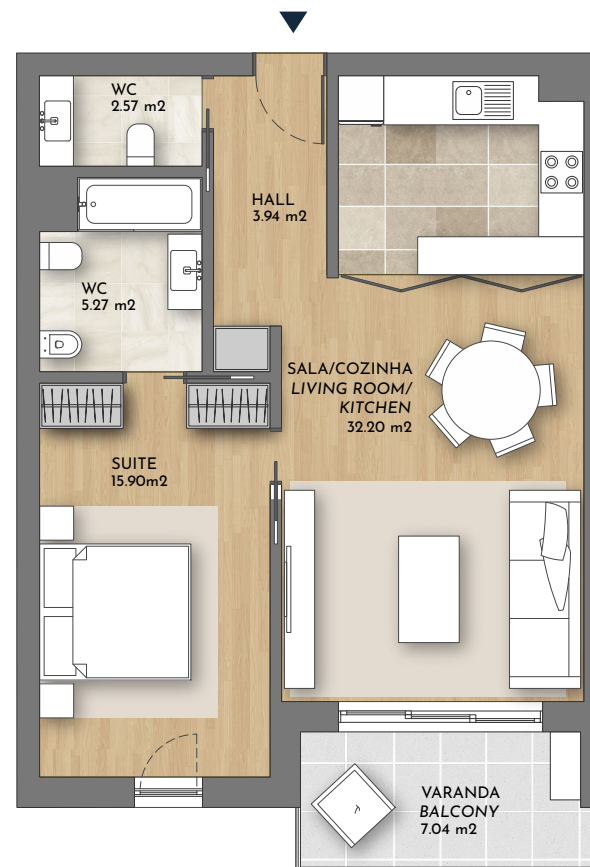 WC
2.57 m2
HALL
3.94 m2
WC
5.27 m2
SALA/COZINHA
LIVING ROOM/
KITCHEN
32.20 m2
SUITE
15.90m2
VARANDA
BALCONY
7.04 m2